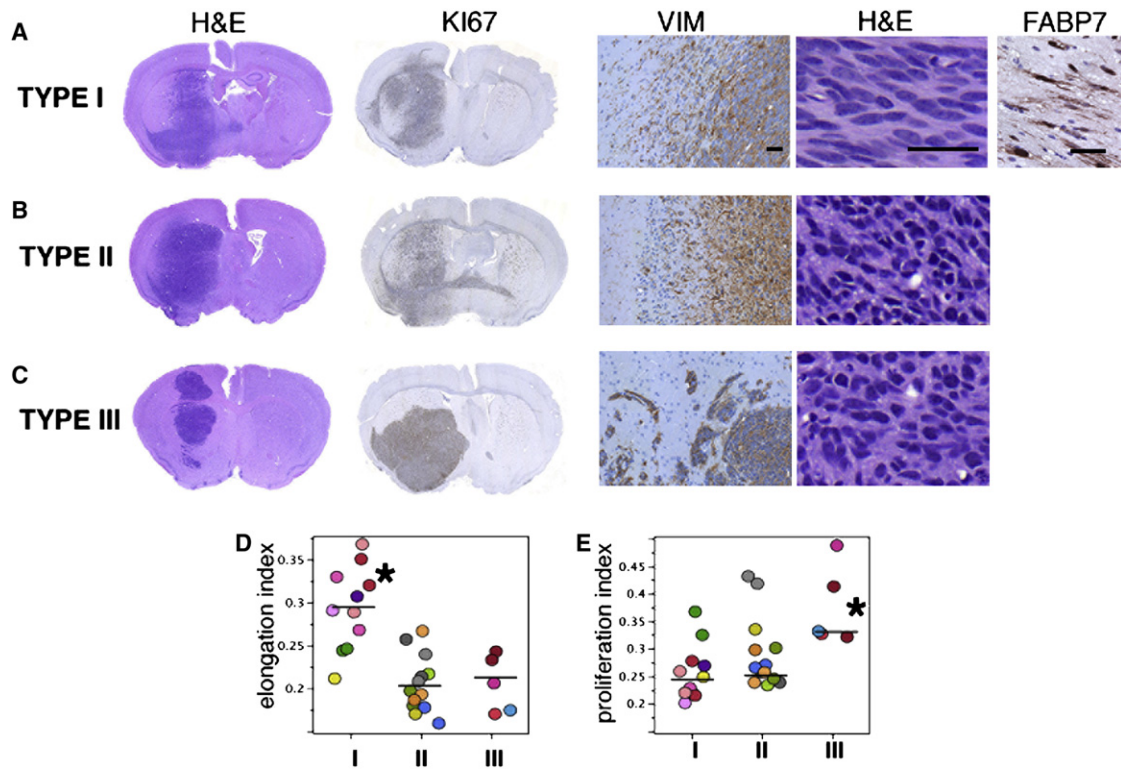 H&E KI67 VIM H&E FABP7
A
TYPE I
B
TYPE II
C
TYPE III
D
elongation index
0.35
0.3
0.25
0.2
*
I II III
E
proliferation index
0.45
0.4
0.35
0.3
0.25
0.2
*
I II III